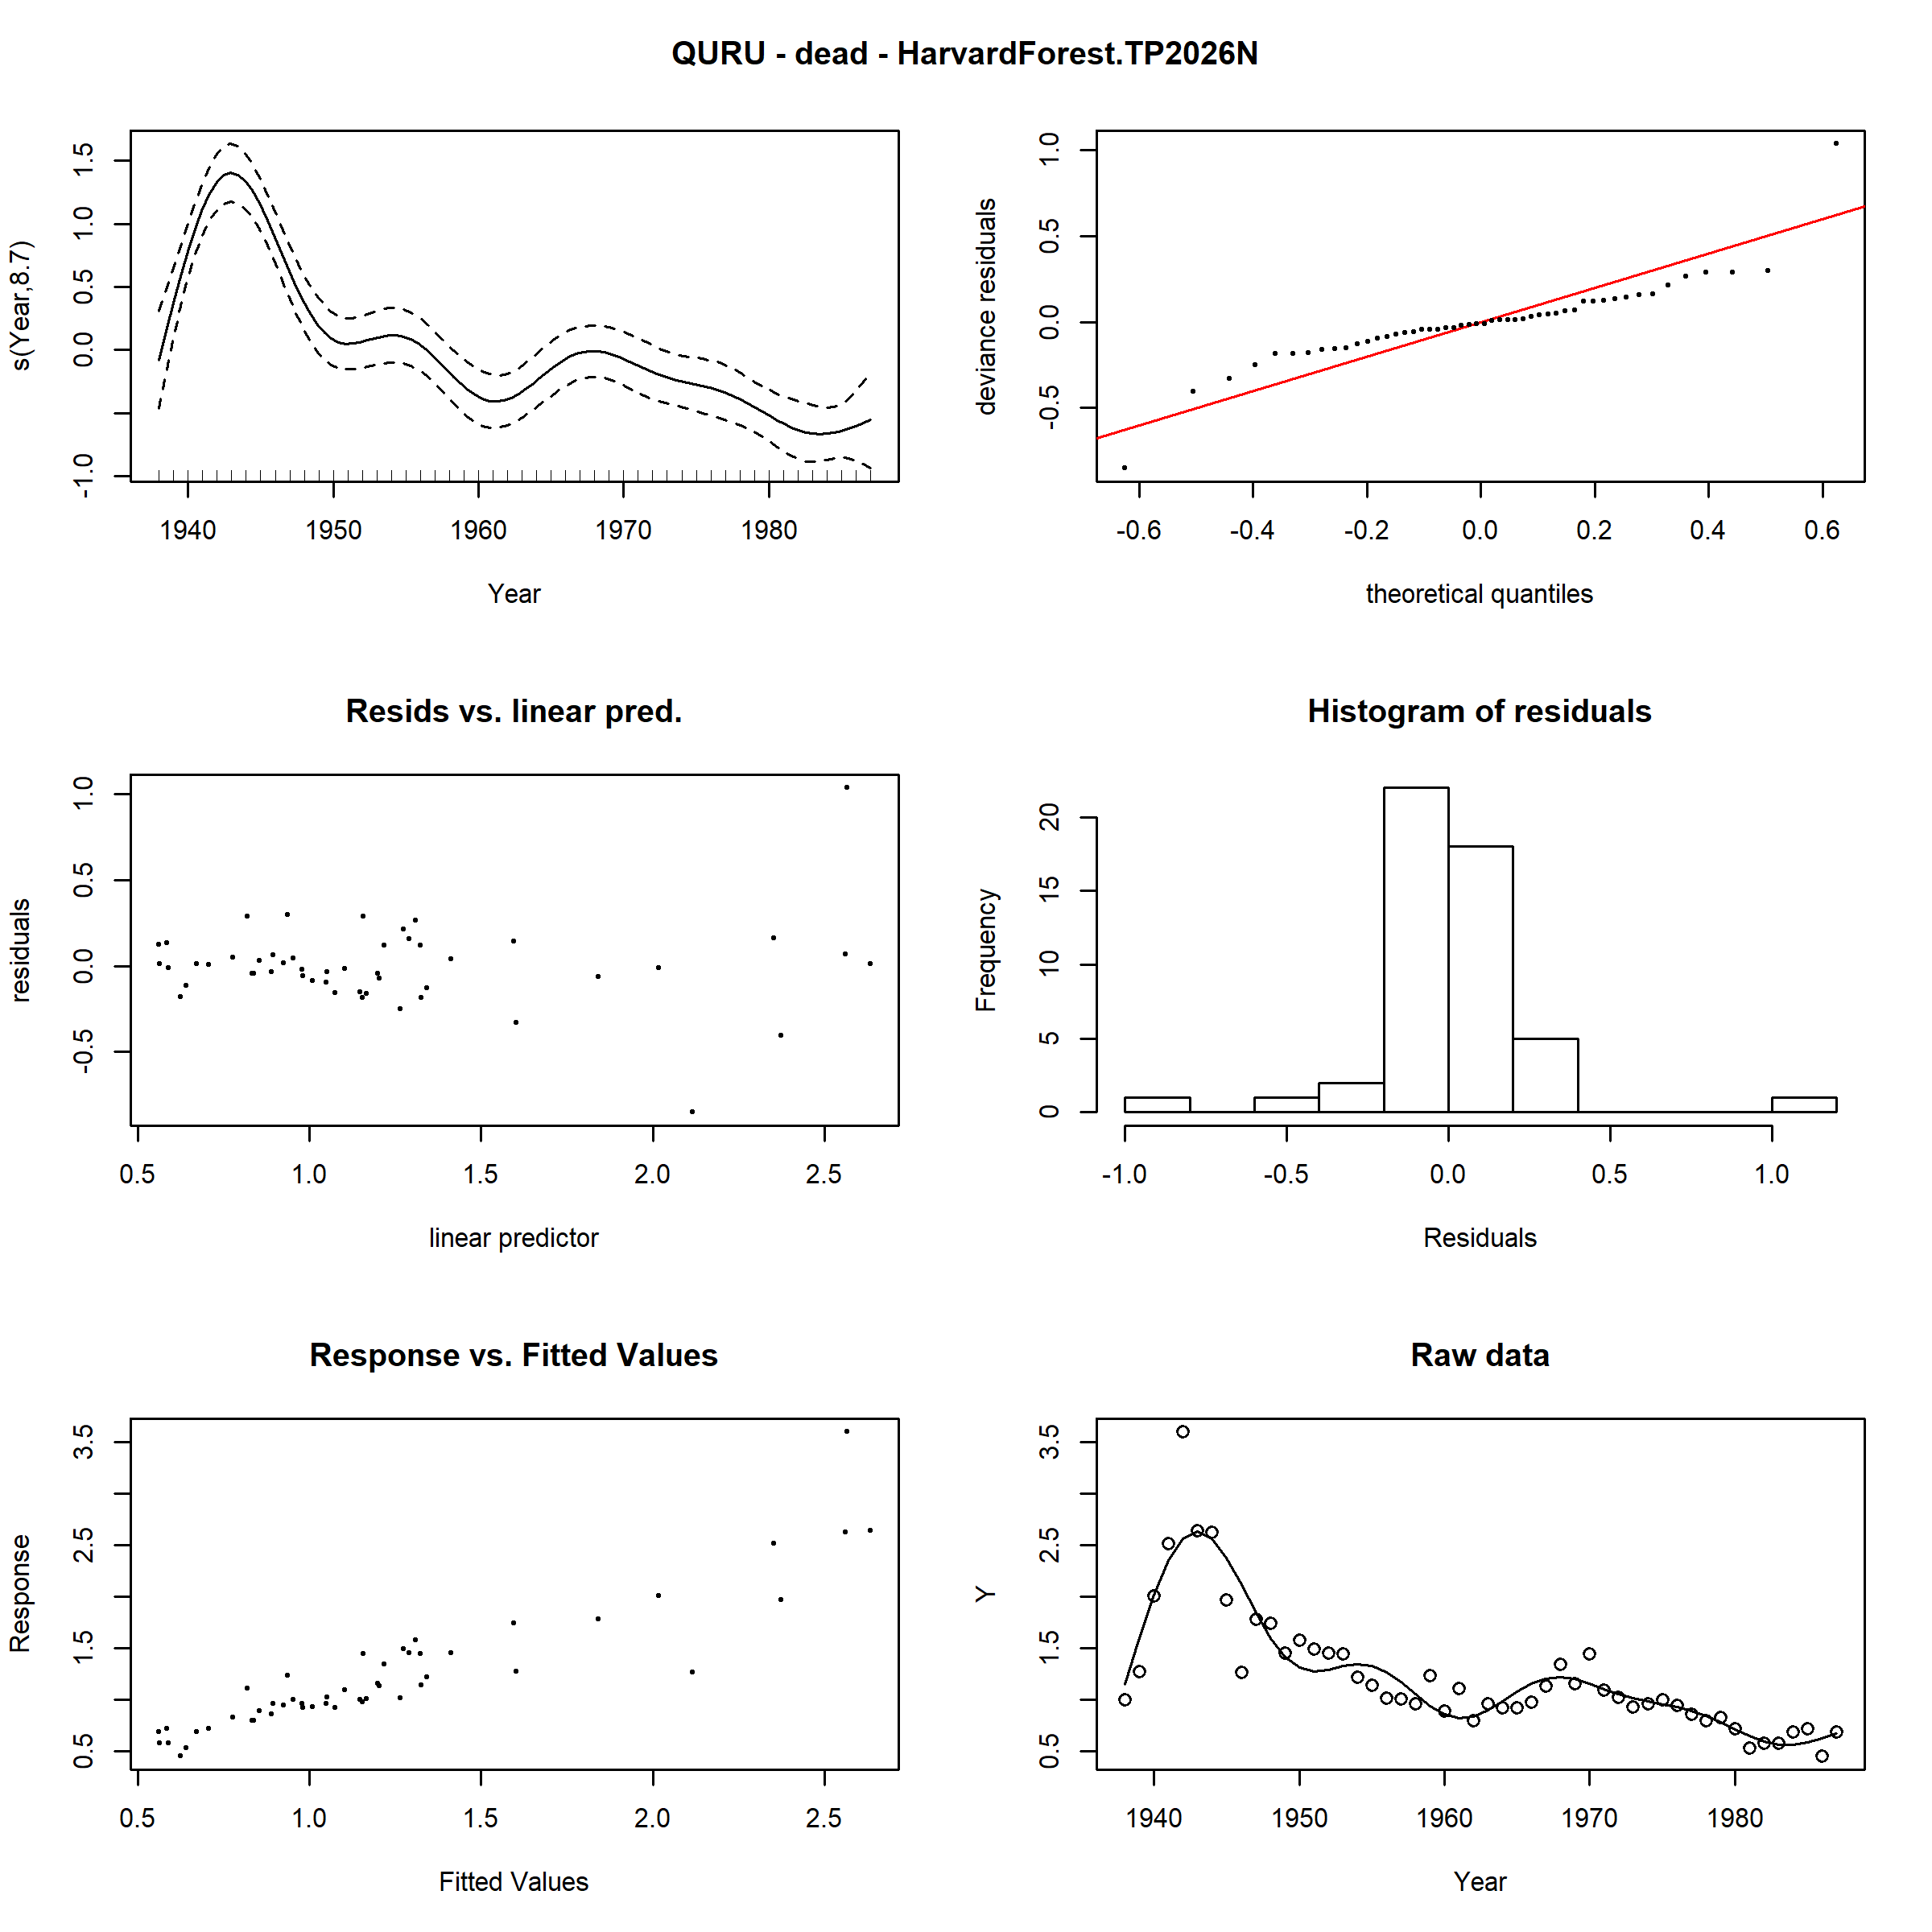 QURU - dead - HarvardForest.TP2026N
s(Year,8.7)
-1.0 0.0 0.5 1.0 1.5
1940 1950 1960 1970 1980
Year
deviance residuals
-0.5 0.0 0.5 1.0
-0.6 -0.4 -0.2 0.0 0.2 0.4 0.6
theoretical quantiles
Resids vs. linear pred.
residuals
-0.5 0.0 0.5 1.0
0.5 1.0 1.5 2.0 2.5
linear predictor
Histogram of residuals
Frequency
0 5 10 15 20
-1.0 -0.5 0.0 0.5 1.0
Residuals
Response vs. Fitted Values
Response
0.5 1.5 2.5 3.5
0.5 1.0 1.5 2.0 2.5
Fitted Values
Raw data
Y
0.5 1.5 2.5 3.5
1940 1950 1960 1970 1980
Year